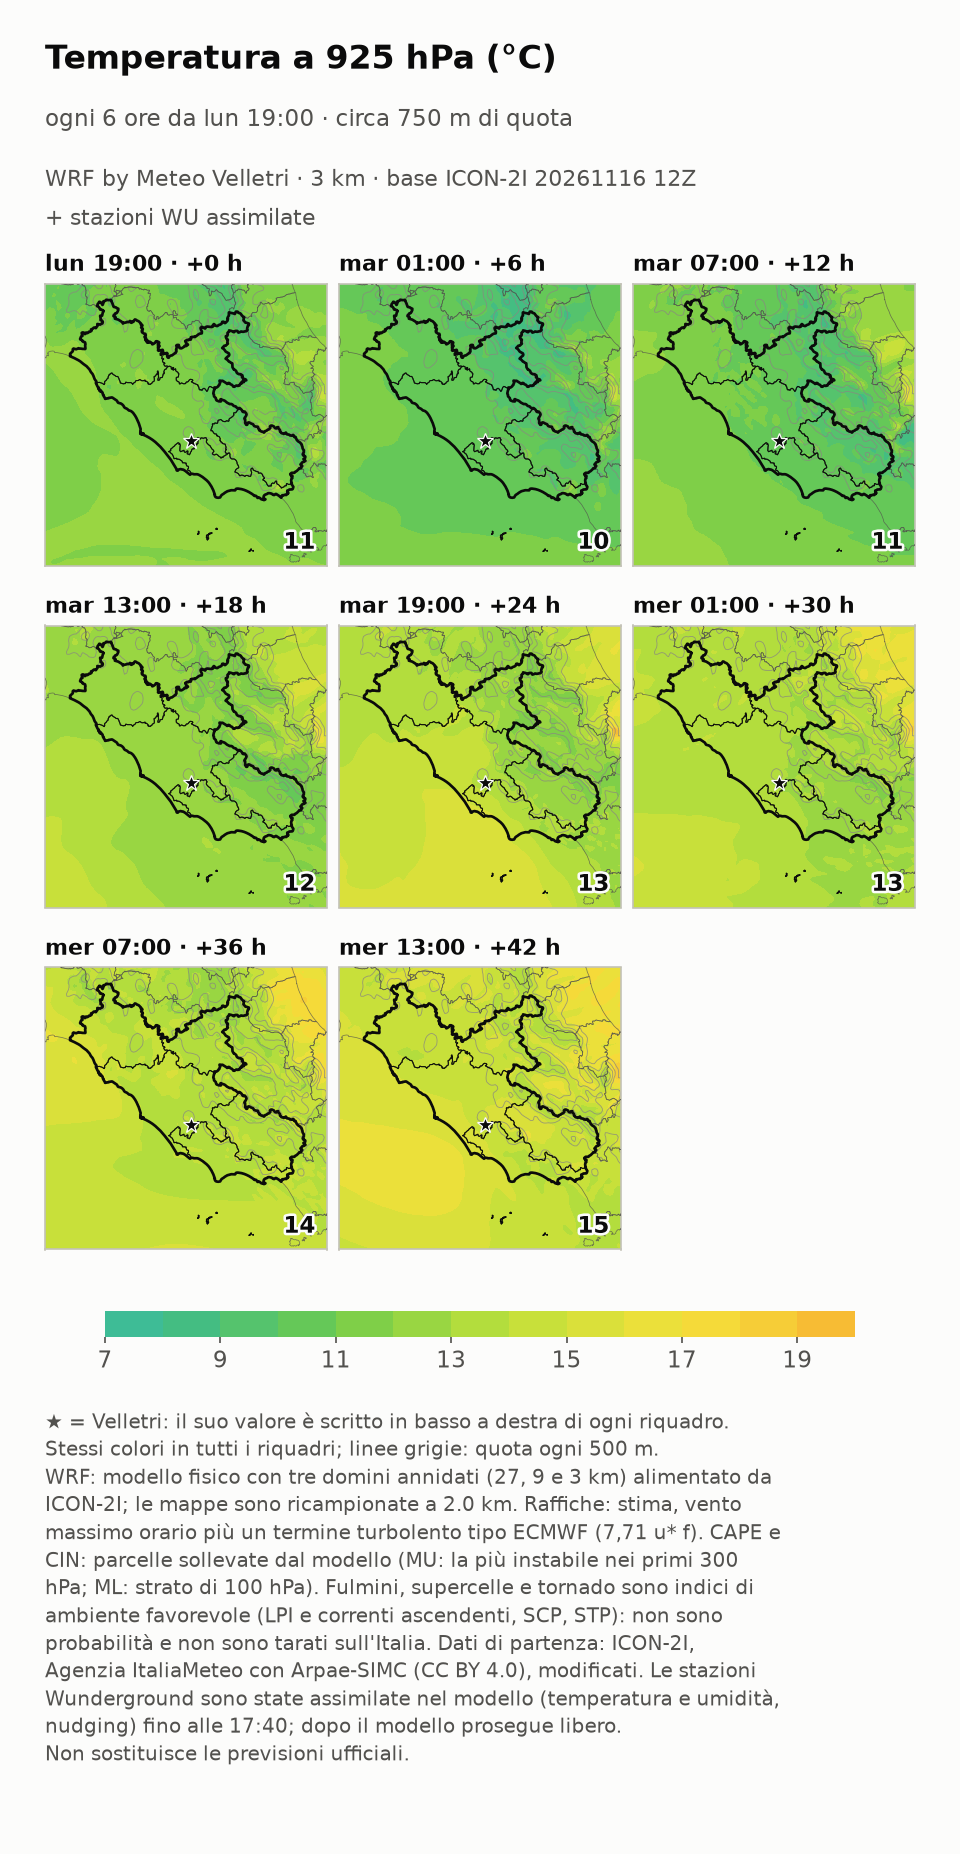 Temperatura a 925 hPa (°C)
ogni 6 ore da lun 19:00 · circa 750 m di quota
WRF by Meteo Velletri · 3 km · base ICON-2I 20261116 12Z
+ stazioni WU assimilate
lun 19:00 · +0 h
mar 01:00 · +6 h
mar 07:00 · +12 h
11
10
11
mar 13:00 · +18 h
mar 19:00 · +24 h
mer 01:00 · +30 h
12
13
13
mer 07:00 · +36 h
mer 13:00 · +42 h
14
15
7 9 11 13 15 17 19
★ = Velletri: il suo valore è scritto in basso a destra di ogni riquadro.
Stessi colori in tutti i riquadri; linee grigie: quota ogni 500 m.
WRF: modello fisico con tre domini annidati (27, 9 e 3 km) alimentato da
ICON-2I; le mappe sono ricampionate a 2.0 km. Raffiche: stima, vento
massimo orario più un termine turbolento tipo ECMWF (7,71 u* f). CAPE e
CIN: parcelle sollevate dal modello (MU: la più instabile nei primi 300
hPa; ML: strato di 100 hPa). Fulmini, supercelle e tornado sono indici di
ambiente favorevole (LPI e correnti ascendenti, SCP, STP): non sono
probabilità e non sono tarati sull'Italia. Dati di partenza: ICON-2I,
Agenzia ItaliaMeteo con Arpae-SIMC (CC BY 4.0), modificati. Le stazioni
Wunderground sono state assimilate nel modello (temperatura e umidità,
nudging) fino alle 17:40; dopo il modello prosegue libero.
Non sostituisce le previsioni ufficiali.